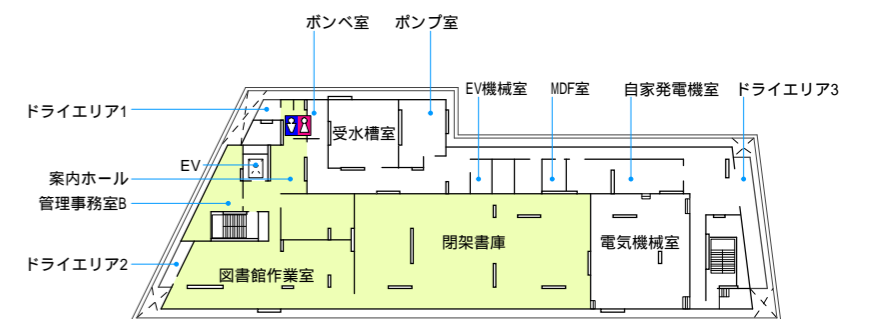 ボンベ室
ポンプ室
EV機械室
MDF室
自家発電機室
ドライエリア3
ドライエリア1
受水槽室
EV
案内ホール
管理事務室B
閉架書庫
電気機械室
ドライエリア2
図書館作業室